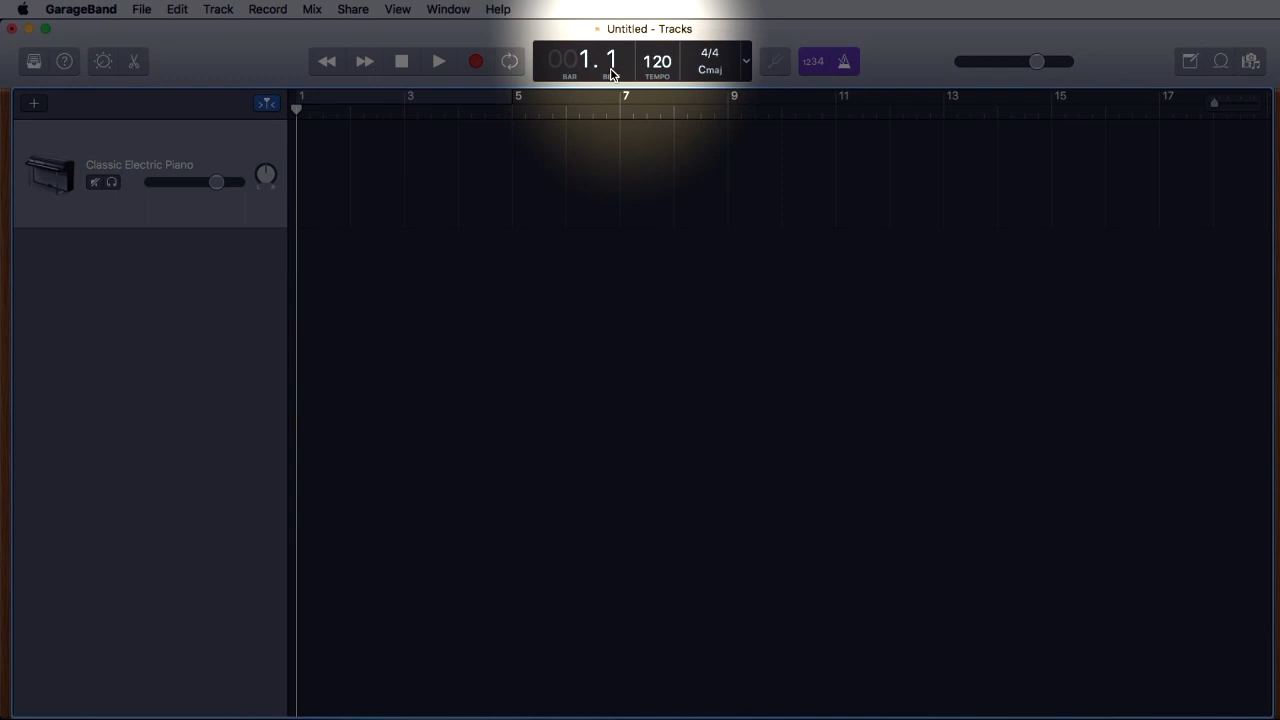 GarageBand File Edit Track Record Mix Share View Window Help
Untitled - Tracks
001. 1 120 4/4
Cmaj
BAR TEMPO
1234
1 3 5 7 9 11 13 15 17
Classic Electric Piano
L R